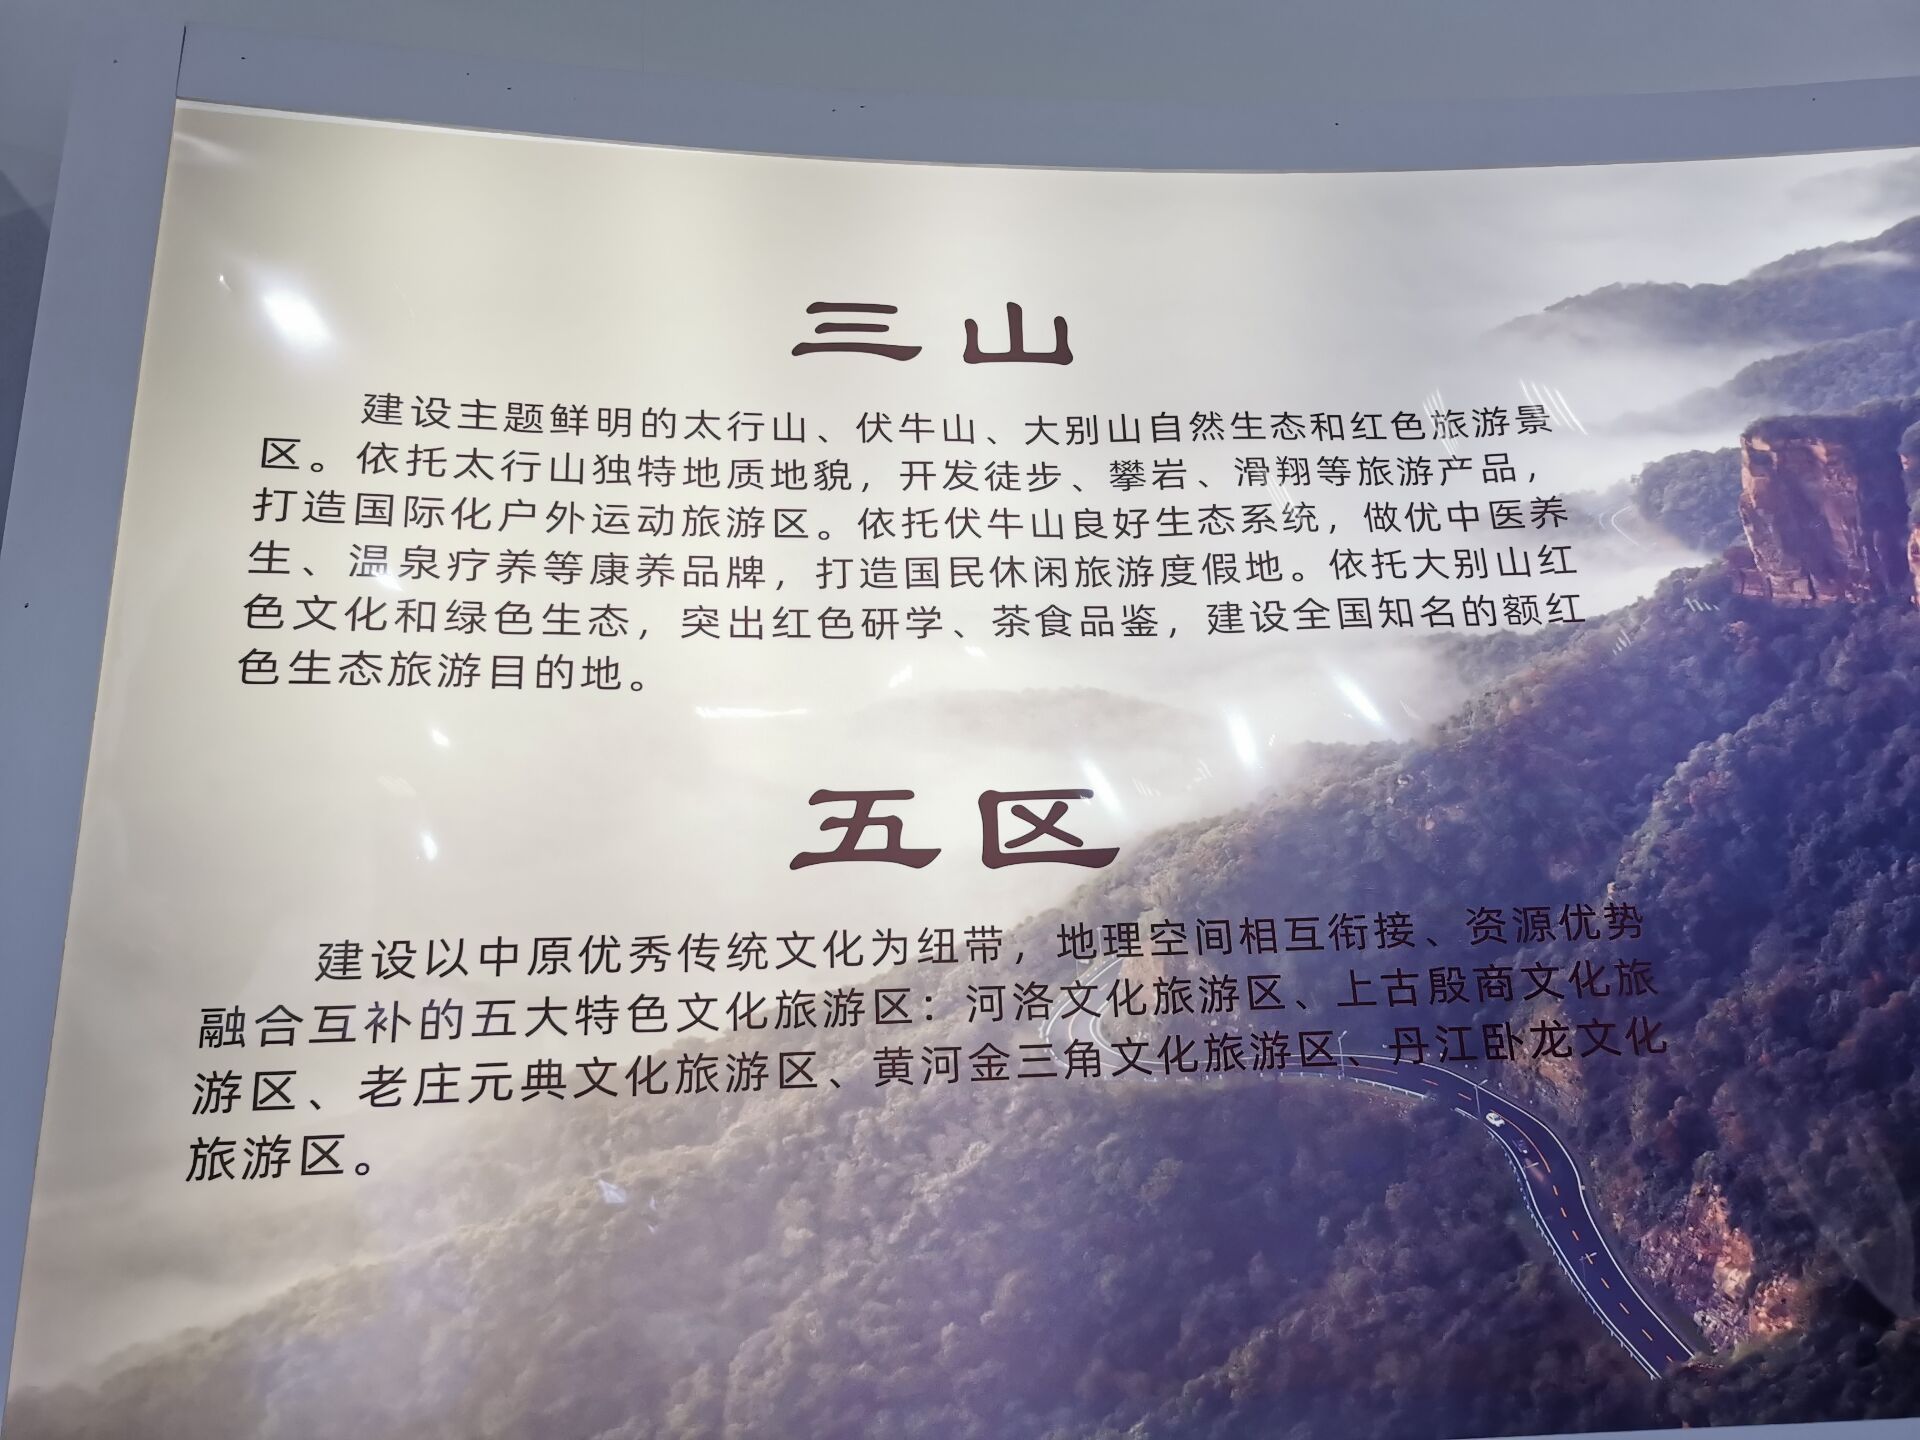 三山
建设主题鲜明的太行山、伏牛山、大别山自然生态和红色旅游景
区。依托太行山独特地质地貌，开发徒步、攀岩、滑翔等旅游产品，
打造国际化户外运动旅游区。依托伏牛山良好生态系统，做优中医养
生、温泉疗养等康养品牌，打造国民休闲旅游度假地。依托大别山红
色文化和绿色生态，突出红色研学、茶食品鉴，建设全国知名的额红
色生态旅游目的地。
五区
建设以中原优秀传统文化为纽带，地理空间相互衔接、资源优势
融合互补的五大特色文化旅游区：河洛文化旅游区、上古殷商文化旅
游区、老庄元典文化旅游区、黄河金三角文化旅游区、丹江卧龙文化
旅游区。